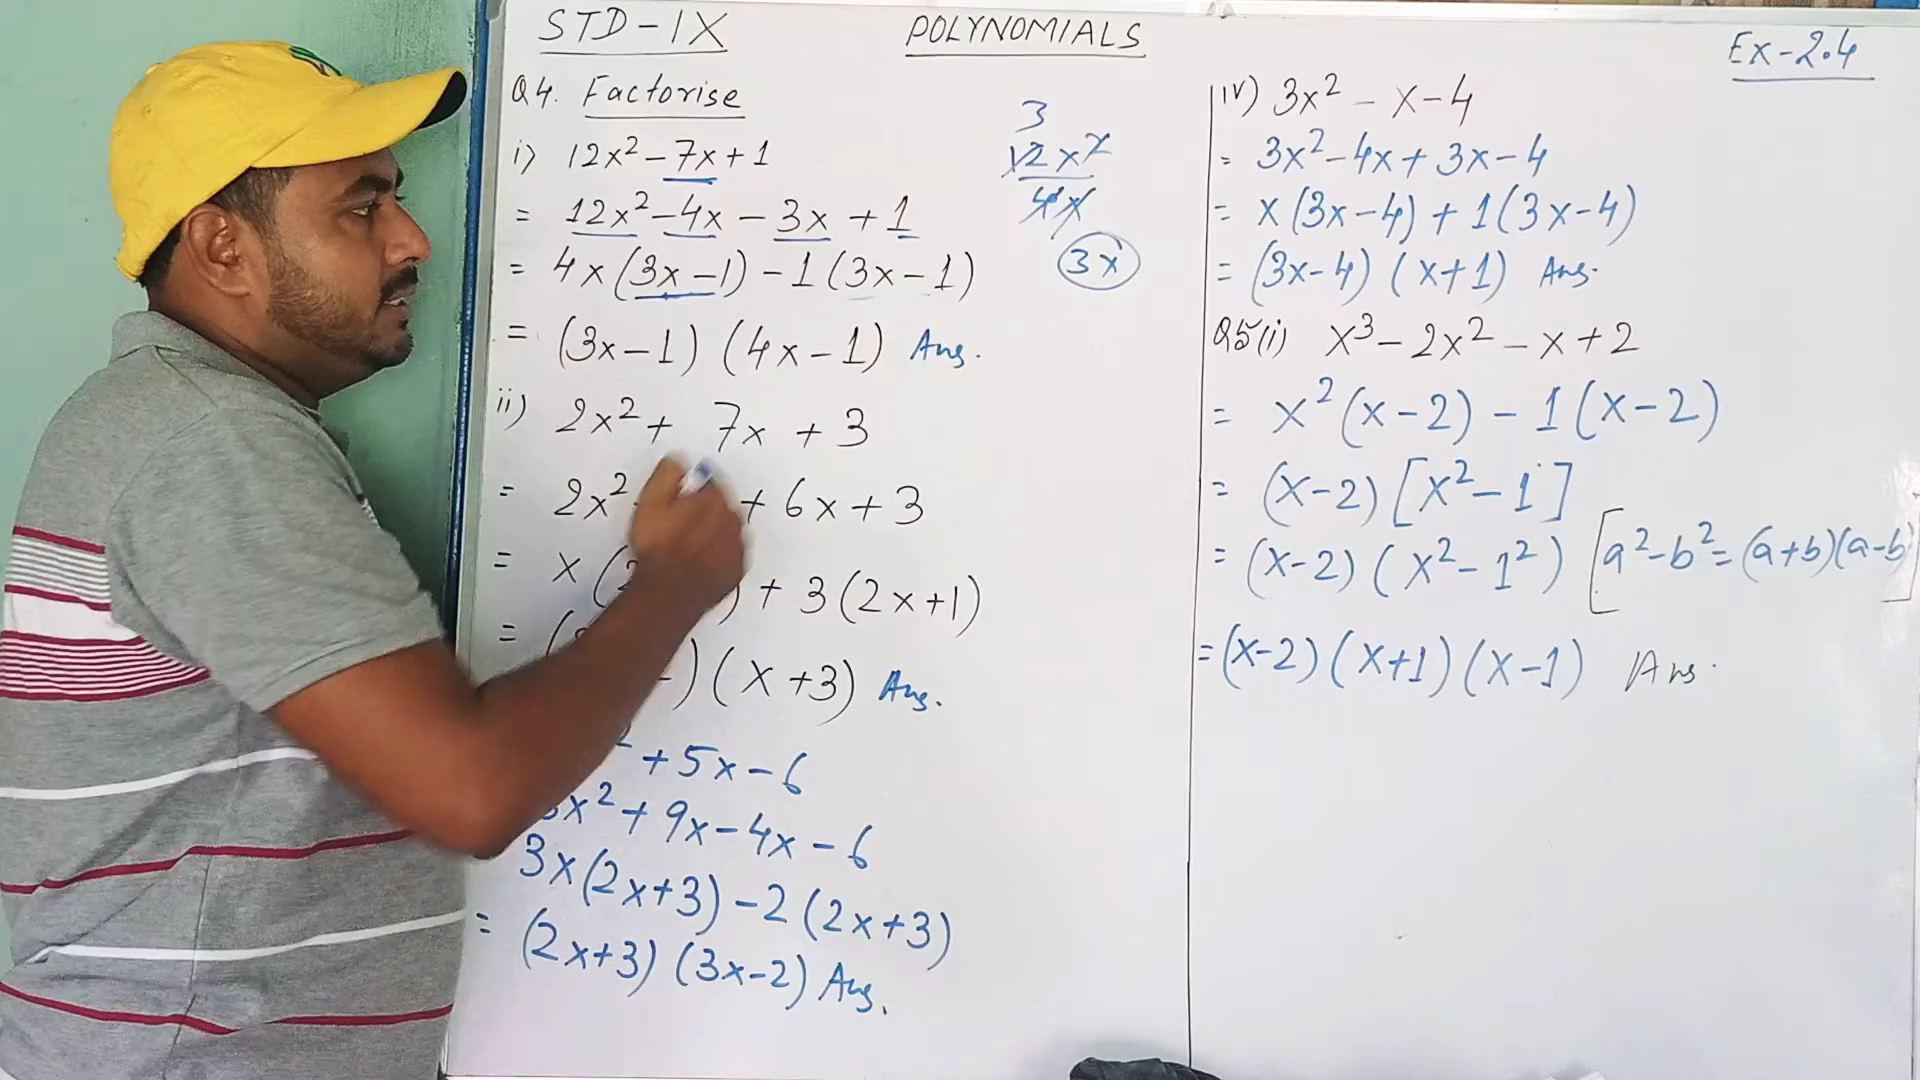 STD-IX POLYNOMIALS Ex-2.4
Q4. Factorise
i) 12x² - 7x + 1
= 12x² - 4x - 3x + 1
= 4x (3x - 1) - 1 (3x - 1)
= (3x - 1) (4x - 1) Ans.
3
12x²
4x
3x
ii) 2x² + 7x + 3
= 2x² + 6x + 3
= x ( ) + 3 (2x+1)
= ( ) (x + 3) Ans.
+ 5x - 6
x² + 9x - 4x - 6
3x (2x+3) - 2 (2x+3)
= (2x+3) (3x-2) Ans.
iv) 3x² - x - 4
= 3x² - 4x + 3x - 4
= x (3x-4) + 1 (3x-4)
= (3x-4) (x+1) Ans.
Q5(i) x³ - 2x² - x + 2
= x² (x-2) - 1 (x-2)
= (x-2) [x² - 1]
= (x-2) (x² - 1²) [a² - b² = (a+b)(a-b)]
= (x-2) (x+1) (x-1) Ans.